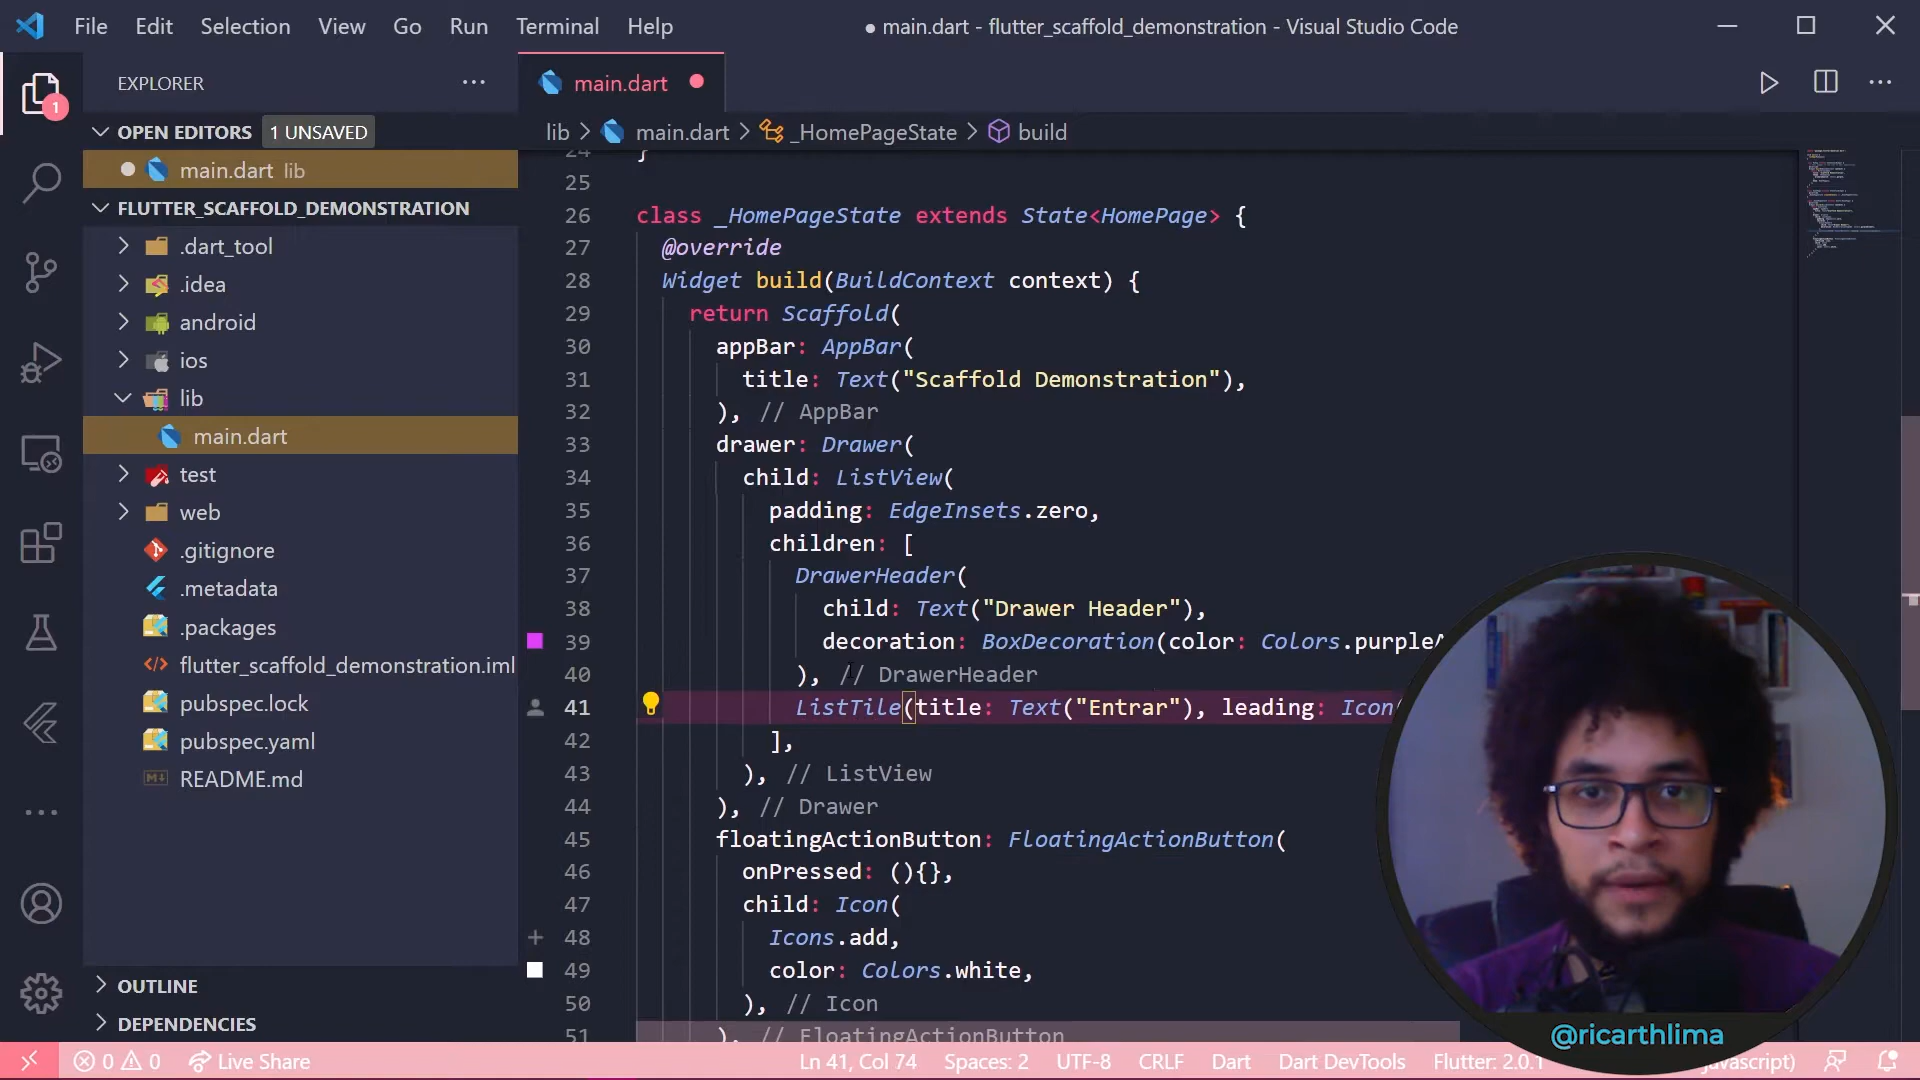 File Edit Selection View Go Run Terminal Help
● main.dart - flutter_scaffold_demonstration - Visual Studio Code
EXPLORER
OPEN EDITORS 1 UNSAVED
main.dart lib
FLUTTER_SCAFFOLD_DEMONSTRATION
.dart_tool
.idea
android
ios
lib
main.dart
test
web
.gitignore
.metadata
.packages
flutter_scaffold_demonstration.iml
pubspec.lock
pubspec.yaml
README.md
OUTLINE
DEPENDENCIES
1
main.dart
lib > main.dart > _HomePageState > build
24 }
25
26 class _HomePageState extends State<HomePage> {
27 @override
28 Widget build(BuildContext context) {
29 return Scaffold(
30 appBar: AppBar(
31 title: Text("Scaffold Demonstration"),
32 ), // AppBar
33 drawer: Drawer(
34 child: ListView(
35 padding: EdgeInsets.zero,
36 children: [
37 DrawerHeader(
38 child: Text("Drawer Header"),
39 decoration: BoxDecoration(color: Colors.purple
40 ), // DrawerHeader
41 ListTile(title: Text("Entrar"), leading: Icon
42 ],
43 ), // ListView
44 ), // Drawer
45 floatingActionButton: FloatingActionButton(
46 onPressed: (){},
47 child: Icon(
48 Icons.add,
49 color: Colors.white,
50 ), // Icon
51 ), // FloatingActionButton
@ricarthlima
0 0 Live Share Ln 41, Col 74 Spaces: 2 UTF-8 CRLF Dart Dart DevTools Flutter: 2.0.1